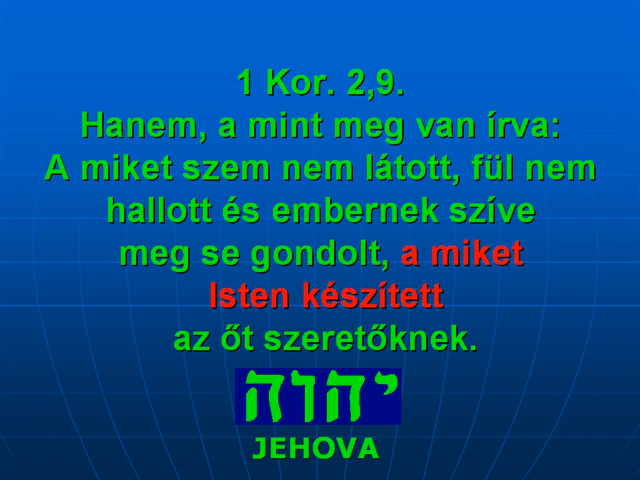 1 Kor. 2,9.
Hanem, a mint meg van írva:
A miket szem nem látott, fül nem
hallott és embernek szíve
meg se gondolt, a miket
Isten készített
az őt szeretőknek.
יהוה
JEHOVA